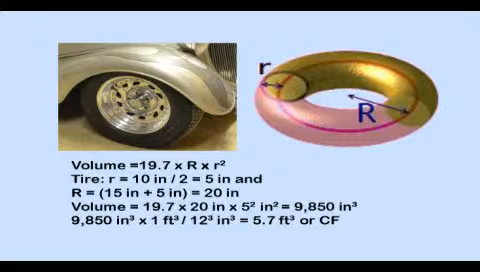 r
R
Volume =19.7 x R x r²
Tire: r = 10 in / 2 = 5 in and
R = (15 in + 5 in) = 20 in
Volume = 19.7 x 20 in x 5² in² = 9,850 in³
9,850 in³ x 1 ft³ / 12³ in³ = 5.7 ft³ or CF